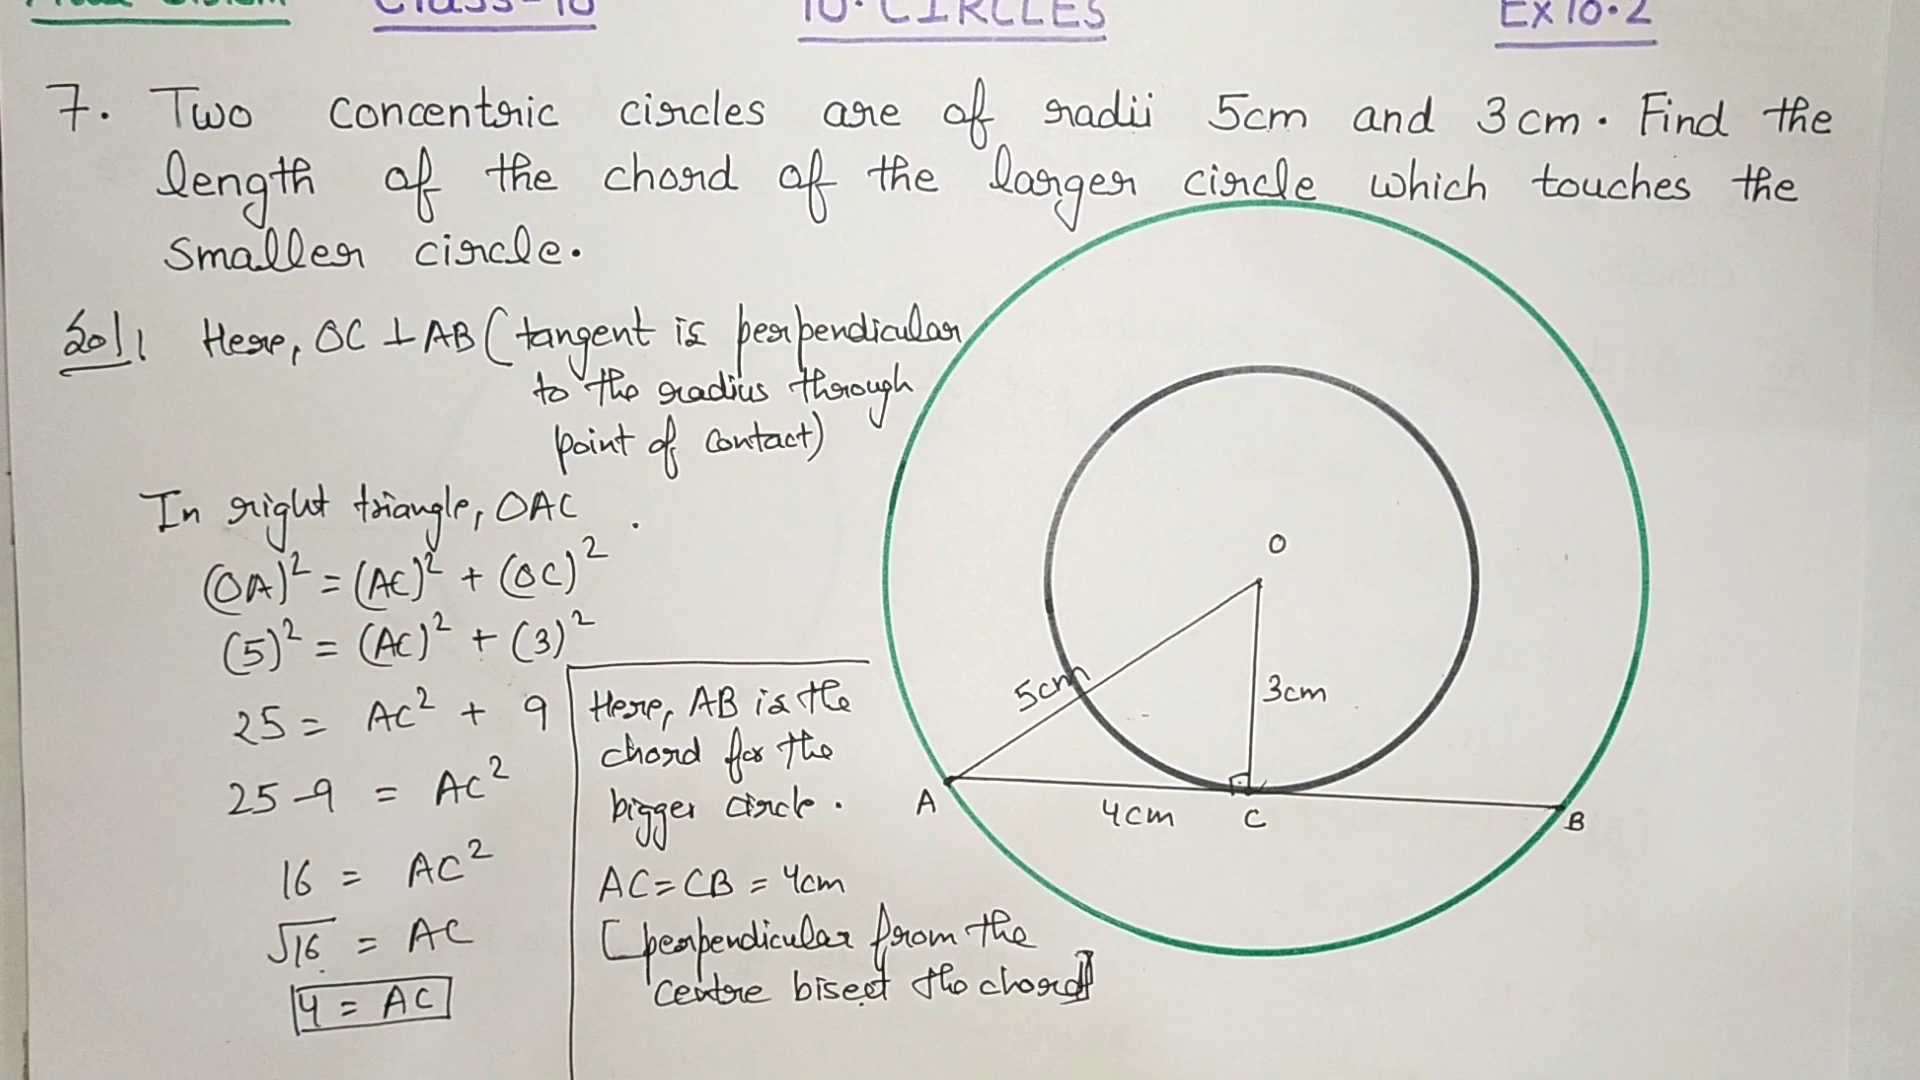 Class-10
10. CIRCLES
Ex 10.2
7. Two concentric circles are of radii 5cm and 3cm. Find the
length of the chord of the larger circle which touches the
smaller circle.
Sol. Here, OC ⊥ AB (tangent is perpendicular
to the radius through
point of contact)
In right triangle, OAC
(OA)² = (AC)² + (OC)²
(5)² = (AC)² + (3)²
25 = AC² + 9
25-9 = AC²
16 = AC²
√16 = AC
4 = AC
Here, AB is the
chord for the
bigger circle.
AC = CB = 4cm
[perpendicular from the
centre bisect the chord]
O
5cm
3cm
A
4cm
C
B